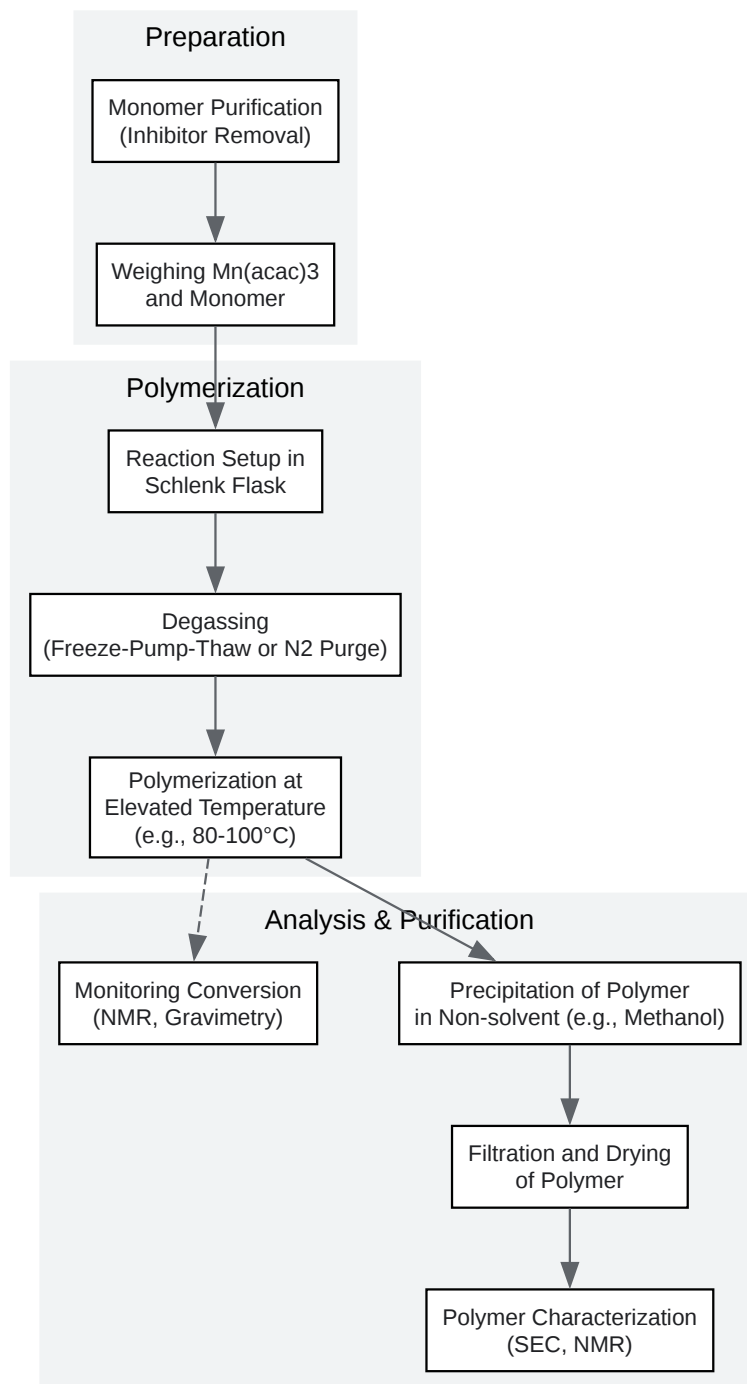 Preparation
Monomer Purification
(Inhibitor Removal)
Weighing Mn(acac)3
and Monomer
Polymerization
Reaction Setup in
Schlenk Flask
Degassing
(Freeze-Pump-Thaw or N2 Purge)
Polymerization at
Elevated Temperature
(e.g., 80-100°C)
Analysis & Purification
Monitoring Conversion
(NMR, Gravimetry)
Precipitation of Polymer
in Non-solvent (e.g., Methanol)
Filtration and Drying
of Polymer
Polymer Characterization
(SEC, NMR)